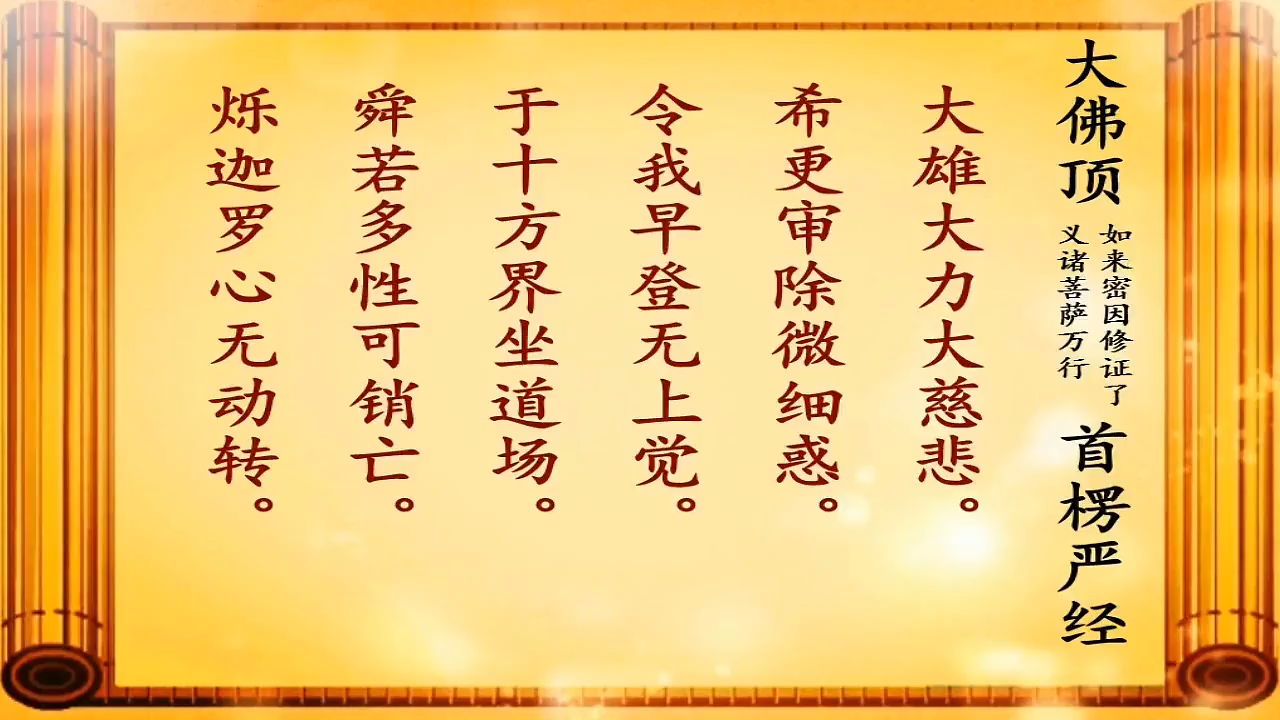 大佛顶
如来密因修证了
义诸菩萨万行
首楞严经
大雄大力大慈悲。
希更审除微细惑。
令我早登无上觉。
于十方界坐道场。
舜若多性可销亡。
烁迦罗心无动转。